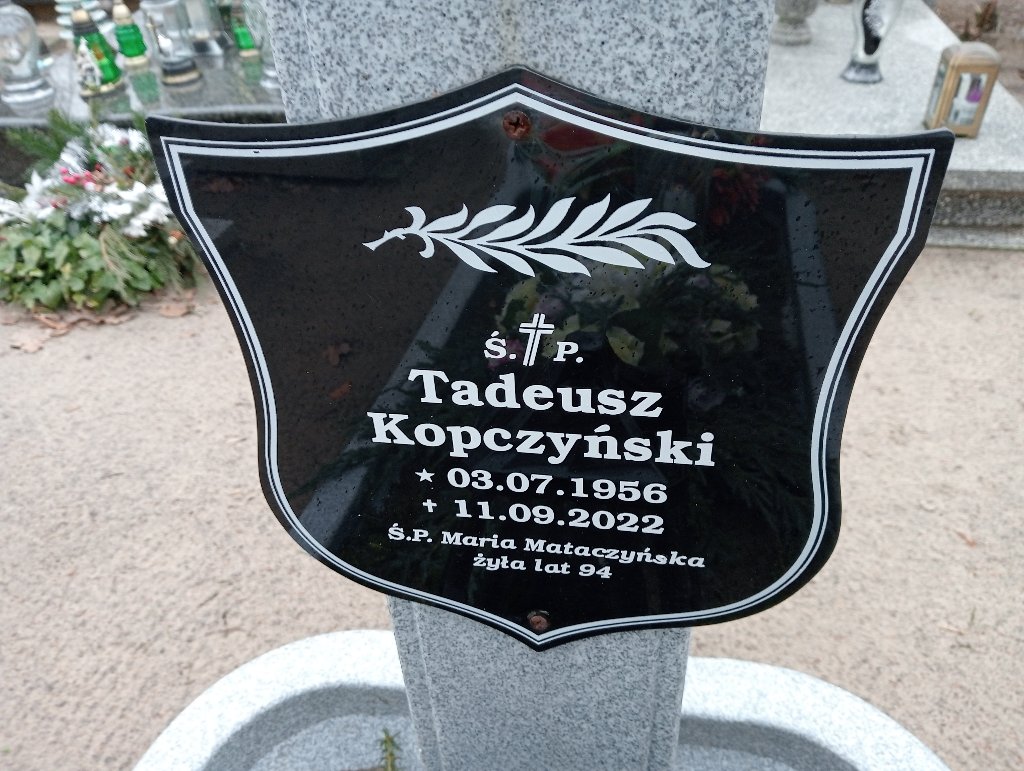 Ś. P.
Tadeusz
Kopczyński
★ 03.07.1956
✝ 11.09.2022
Ś.P. Maria Mataczyńska
żyła lat 94